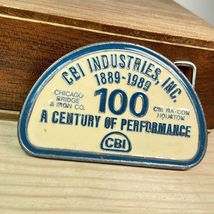 CBI INDUSTRIES, INC.
1889-1989
CHICAGO
BRIDGE
& IRON CO.
100
CBI NA-CON
HOUSTON
A CENTURY OF PERFORMANCE
CBI